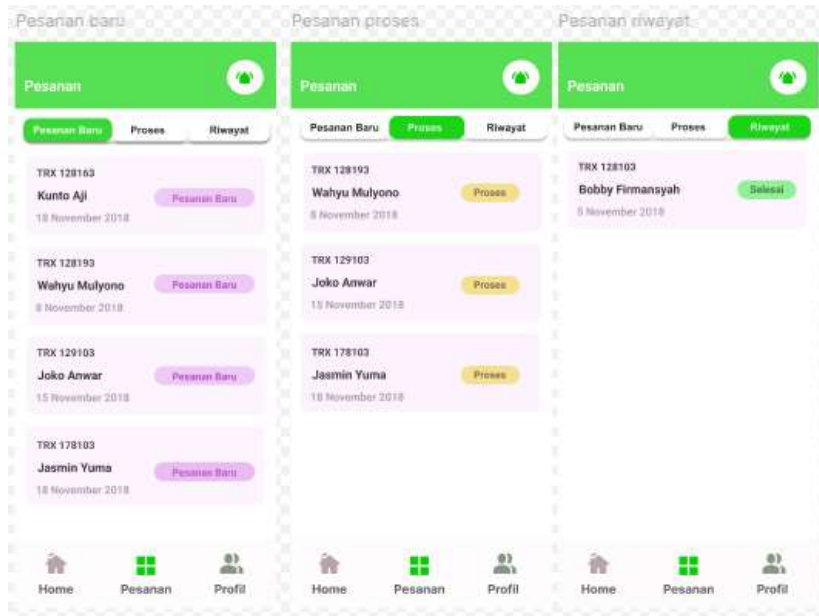 Pesanan baru
Pesanan
Pesanan Baru Proses Riwayat
TRX 128163
Kunto Aji
Pesanan Baru
18 November 2018
TRX 128193
Wahyu Mulyono
Pesanan Baru
8 November 2018
TRX 129103
Joko Anwar
Pesanan Baru
15 November 2018
TRX 178103
Jasmin Yuma
Pesanan Baru
18 November 2018
Home Pesanan Profil
Pesanan proses
Pesanan
Pesanan Baru Proses Riwayat
TRX 128193
Wahyu Mulyono
Proses
8 November 2018
TRX 129103
Joko Anwar
Proses
15 November 2018
TRX 178103
Jasmin Yuma
Proses
18 November 2018
Home Pesanan Profil
Pesanan riwayat
Pesanan
Pesanan Baru Proses Riwayat
TRX 128103
Bobby Firmansyah
Selesai
5 November 2018
Home Pesanan Profil